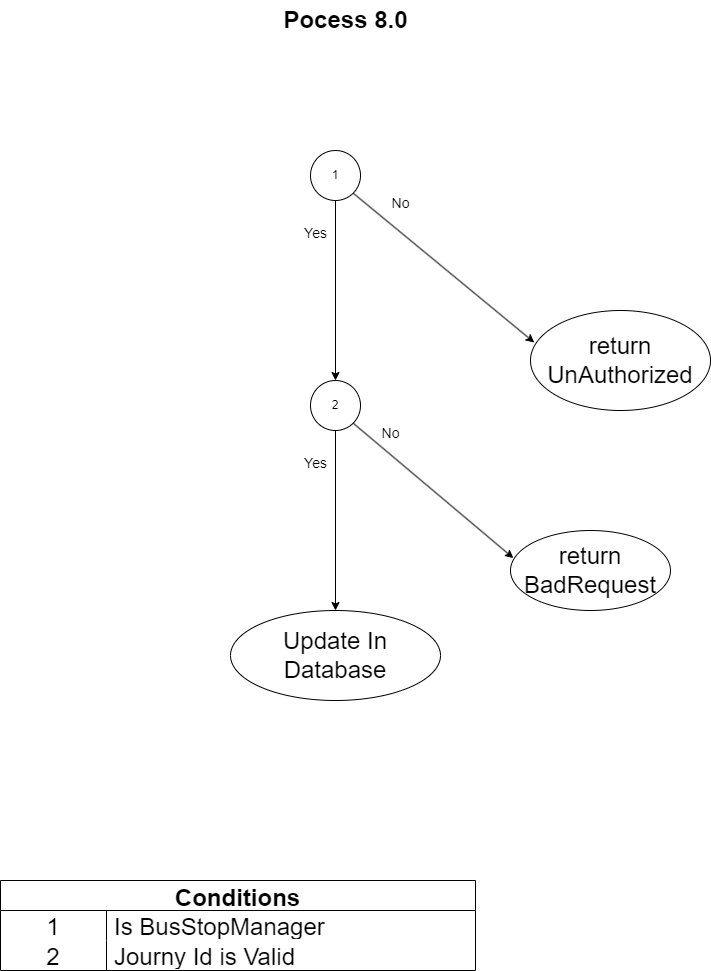 Pocess 8.0
1
No
Yes
return
UnAuthorized
2
No
Yes
return
BadRequest
Update In
Database
Conditions
1 Is BusStopManager
2 Journy Id is Valid